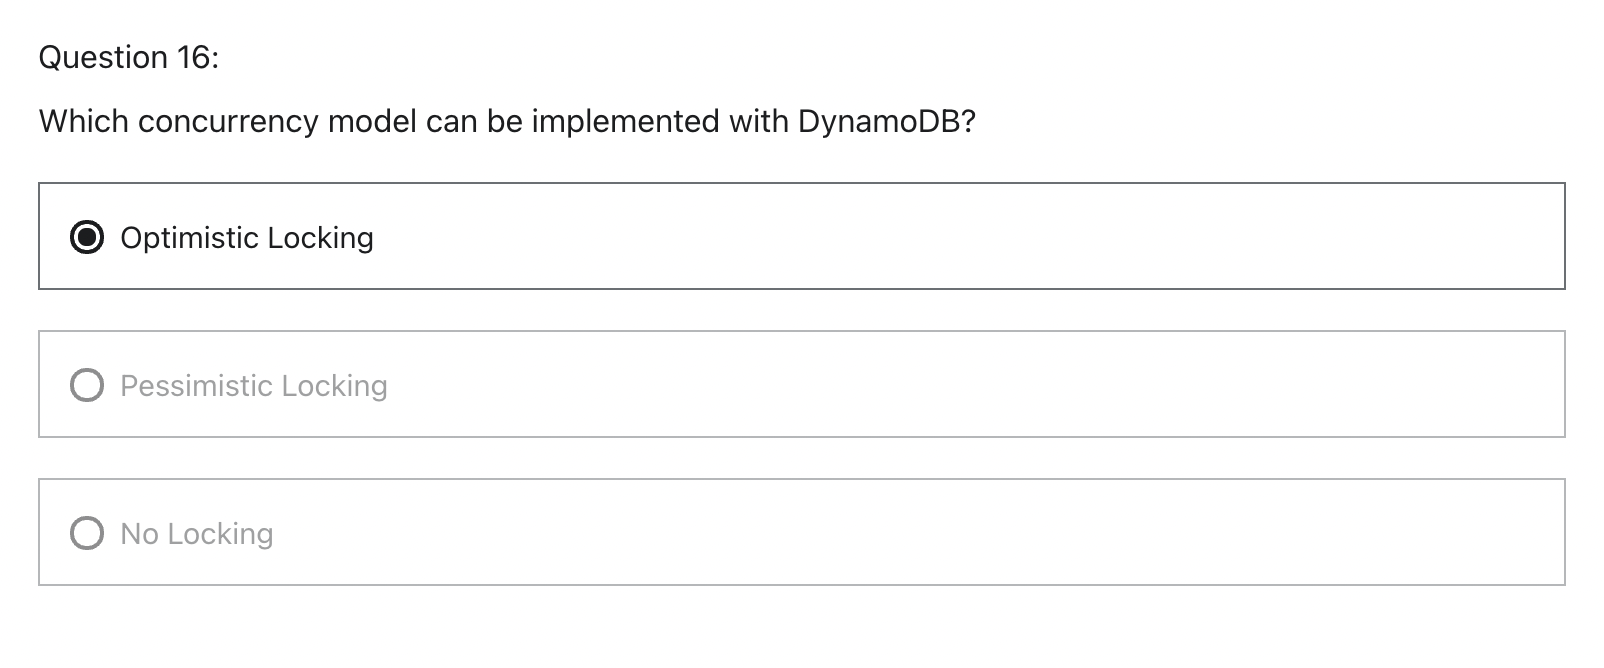 Question 16:
Which concurrency model can be implemented with DynamoDB?
Optimistic Locking
Pessimistic Locking
No Locking